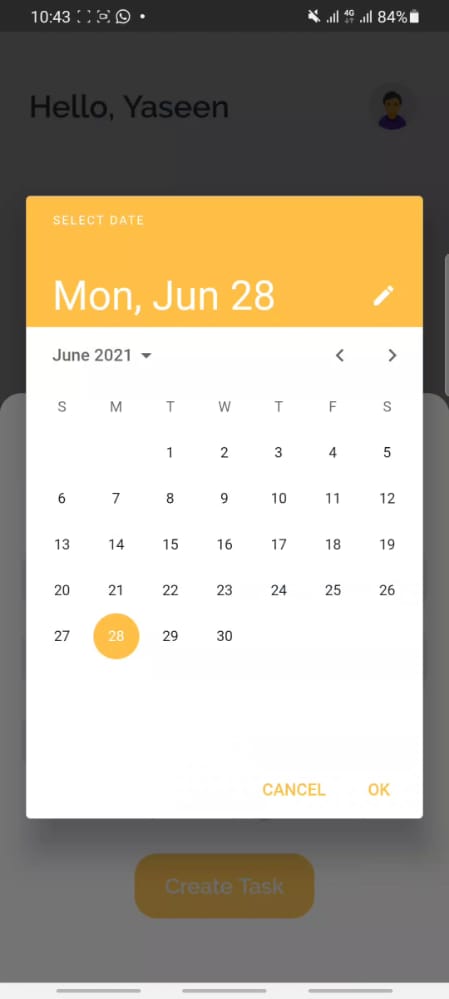 10:43 4G 84%
Hello, Yaseen
SELECT DATE
Mon, Jun 28
June 2021
S M T W T F S
1 2 3 4 5
6 7 8 9 10 11 12
13 14 15 16 17 18 19
20 21 22 23 24 25 26
27 28 29 30
CANCEL OK
Create Task